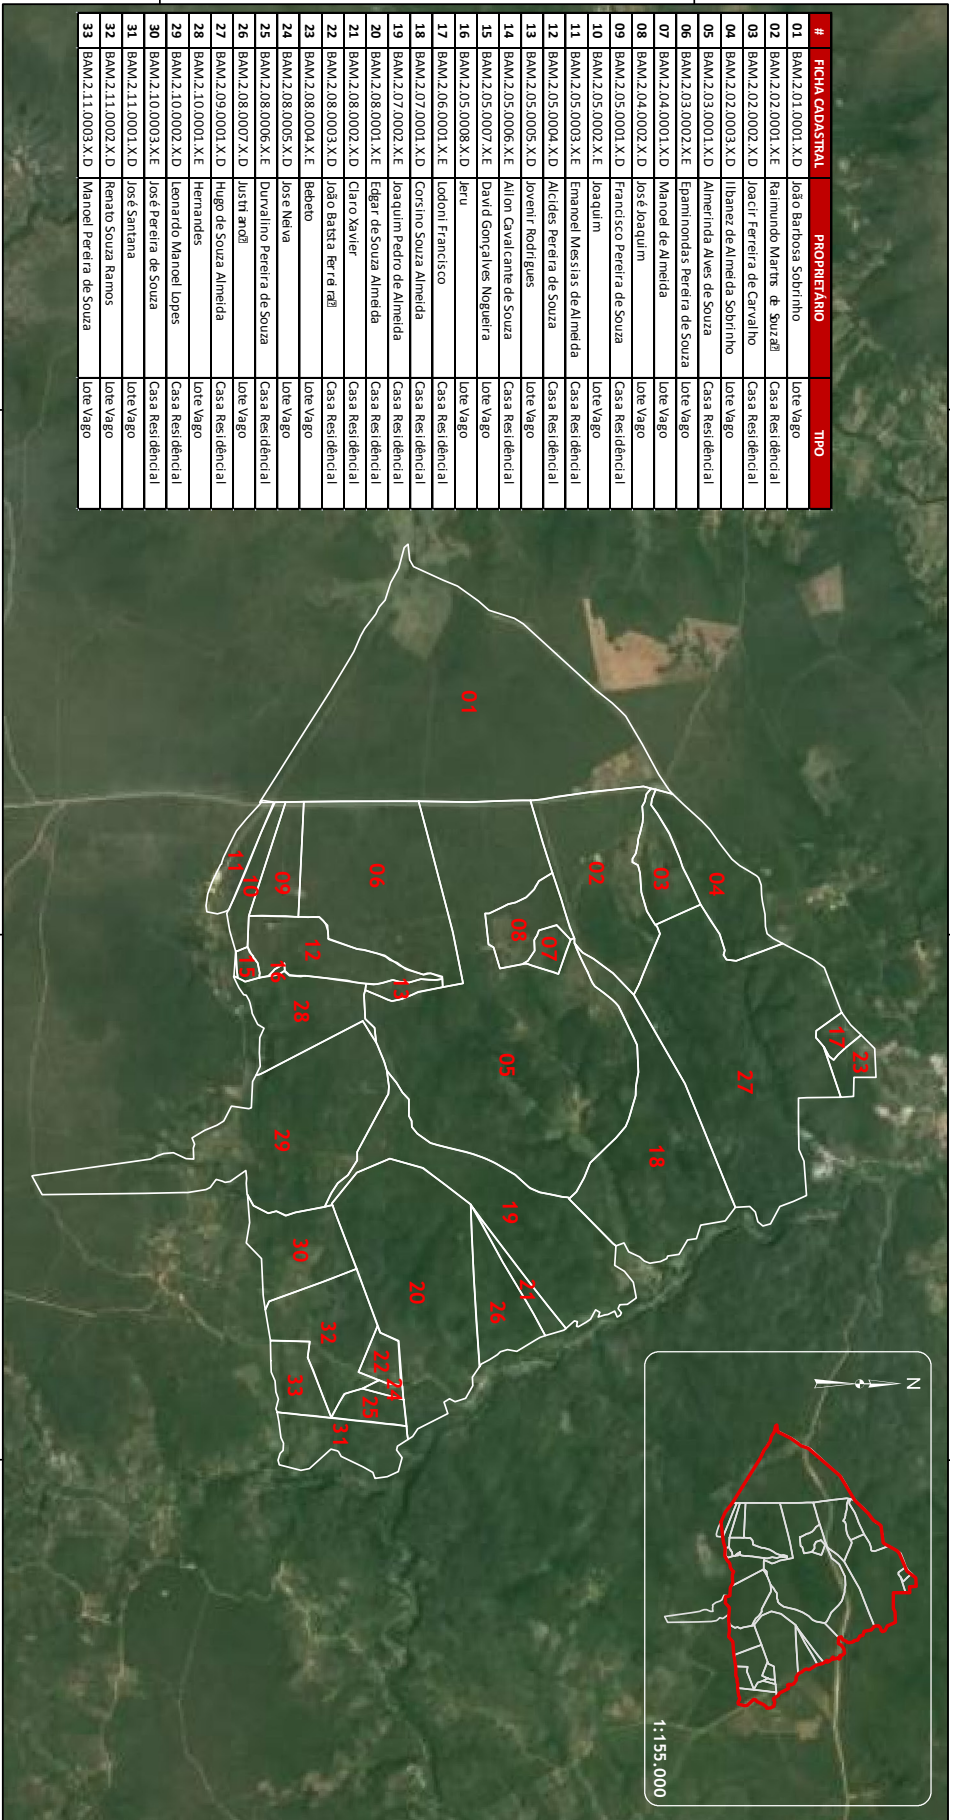 # FICHA CADASTRAL PROPRIETÁRIO TIPO
01 BAM.2.01.0001.X.D João Barbosa Sobrinho Lote Vago
02 BAM.2.02.0001.X.E Raimundo Martins de Souza Casa Residêncial
03 BAM.2.02.0002.X.D Joacir Ferreira de Carvalho Casa Residêncial
04 BAM.2.02.0003.X.D Ilbanez de Almeida Sobrinho Lote Vago
05 BAM.2.03.0001.X.D Almerinda Alves de Souza Casa Residêncial
06 BAM.2.03.0002.X.E Epaminondas Pereira de Souza Lote Vago
07 BAM.2.04.0001.X.D Manoel de Almeida Lote Vago
08 BAM.2.04.0002.X.D José Joaquim Lote Vago
09 BAM.2.05.0001.X.D Francisco Pereira de Souza Casa Residêncial
10 BAM.2.05.0002.X.E Joaquim Lote Vago
11 BAM.2.05.0003.X.E Emanoel Messias de Almeida Casa Residêncial
12 BAM.2.05.0004.X.D Alcides Pereira de Souza Casa Residêncial
13 BAM.2.05.0005.X.D Jovenir Rodrigues Lote Vago
14 BAM.2.05.0006.X.E Ailon Cavalcante de Souza Casa Residêncial
15 BAM.2.05.0007.X.E David Gonçalves Nogueira Lote Vago
16 BAM.2.05.0008.X.D Jeru Lote Vago
17 BAM.2.06.0001.X.E Lodoni Francisco Casa Residêncial
18 BAM.2.07.0001.X.D Corsino Souza Almeida Casa Residêncial
19 BAM.2.07.0002.X.E Joaquim Pedro de Almeida Casa Residêncial
20 BAM.2.08.0001.X.E Edgar de Souza Almeida Casa Residêncial
21 BAM.2.08.0002.X.D Claro Xavier Casa Residêncial
22 BAM.2.08.0003.X.D João Batista Ferreira Casa Residêncial
23 BAM.2.08.0004.X.E Bebeto Lote Vago
24 BAM.2.08.0005.X.D Jose Neiva Lote Vago
25 BAM.2.08.0006.X.E Durvalino Pereira de Souza Casa Residêncial
26 BAM.2.08.0007.X.D Lote Vago
27 BAM.2.09.0001.X.D Hugo de Souza Almeida Casa Residêncial
28 BAM.2.10.0001.X.E Hernandes Lote Vago
29 BAM.2.10.0002.X.D Leonardo Manoel Lopes Casa Residêncial
30 BAM.2.10.0003.X.E José Pereira de Souza Casa Residêncial
31 BAM.2.11.0001.X.D José Santana Lote Vago
32 BAM.2.11.0002.X.D Renato Souza Ramos Lote Vago
33 BAM.2.11.0003.X.D Manoel Pereira de Souza Lote Vago
N
1:155.000
23
17
27
04
18
03
02
07
08
05
19
21
26
01
20
13
06
22
24
25
12
32
31
28
30
33
16
29
09
10
15
11